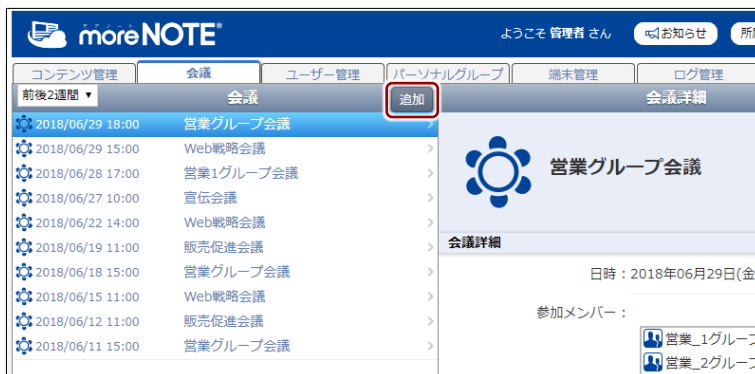 モアノート
moreNOTE®
ようこそ 管理者 さん
お知らせ
所
コンテンツ管理
会議
ユーザー管理
パーソナルグループ
端末管理
ログ管理
前後2週間 ▼
会議
追加
会議詳細
2018/06/29 18:00 営業グループ会議
2018/06/29 15:00 Web戦略会議
2018/06/28 17:00 営業1グループ会議
2018/06/27 10:00 宣伝会議
2018/06/22 14:00 Web戦略会議
2018/06/19 11:00 販売促進会議
2018/06/18 15:00 営業グループ会議
2018/06/15 11:00 Web戦略会議
2018/06/12 11:00 販売促進会議
2018/06/11 15:00 営業グループ会議
営業グループ会議
会議詳細
日時：2018年06月29日(金
参加メンバー：
営業_1グループ
営業_2グループ